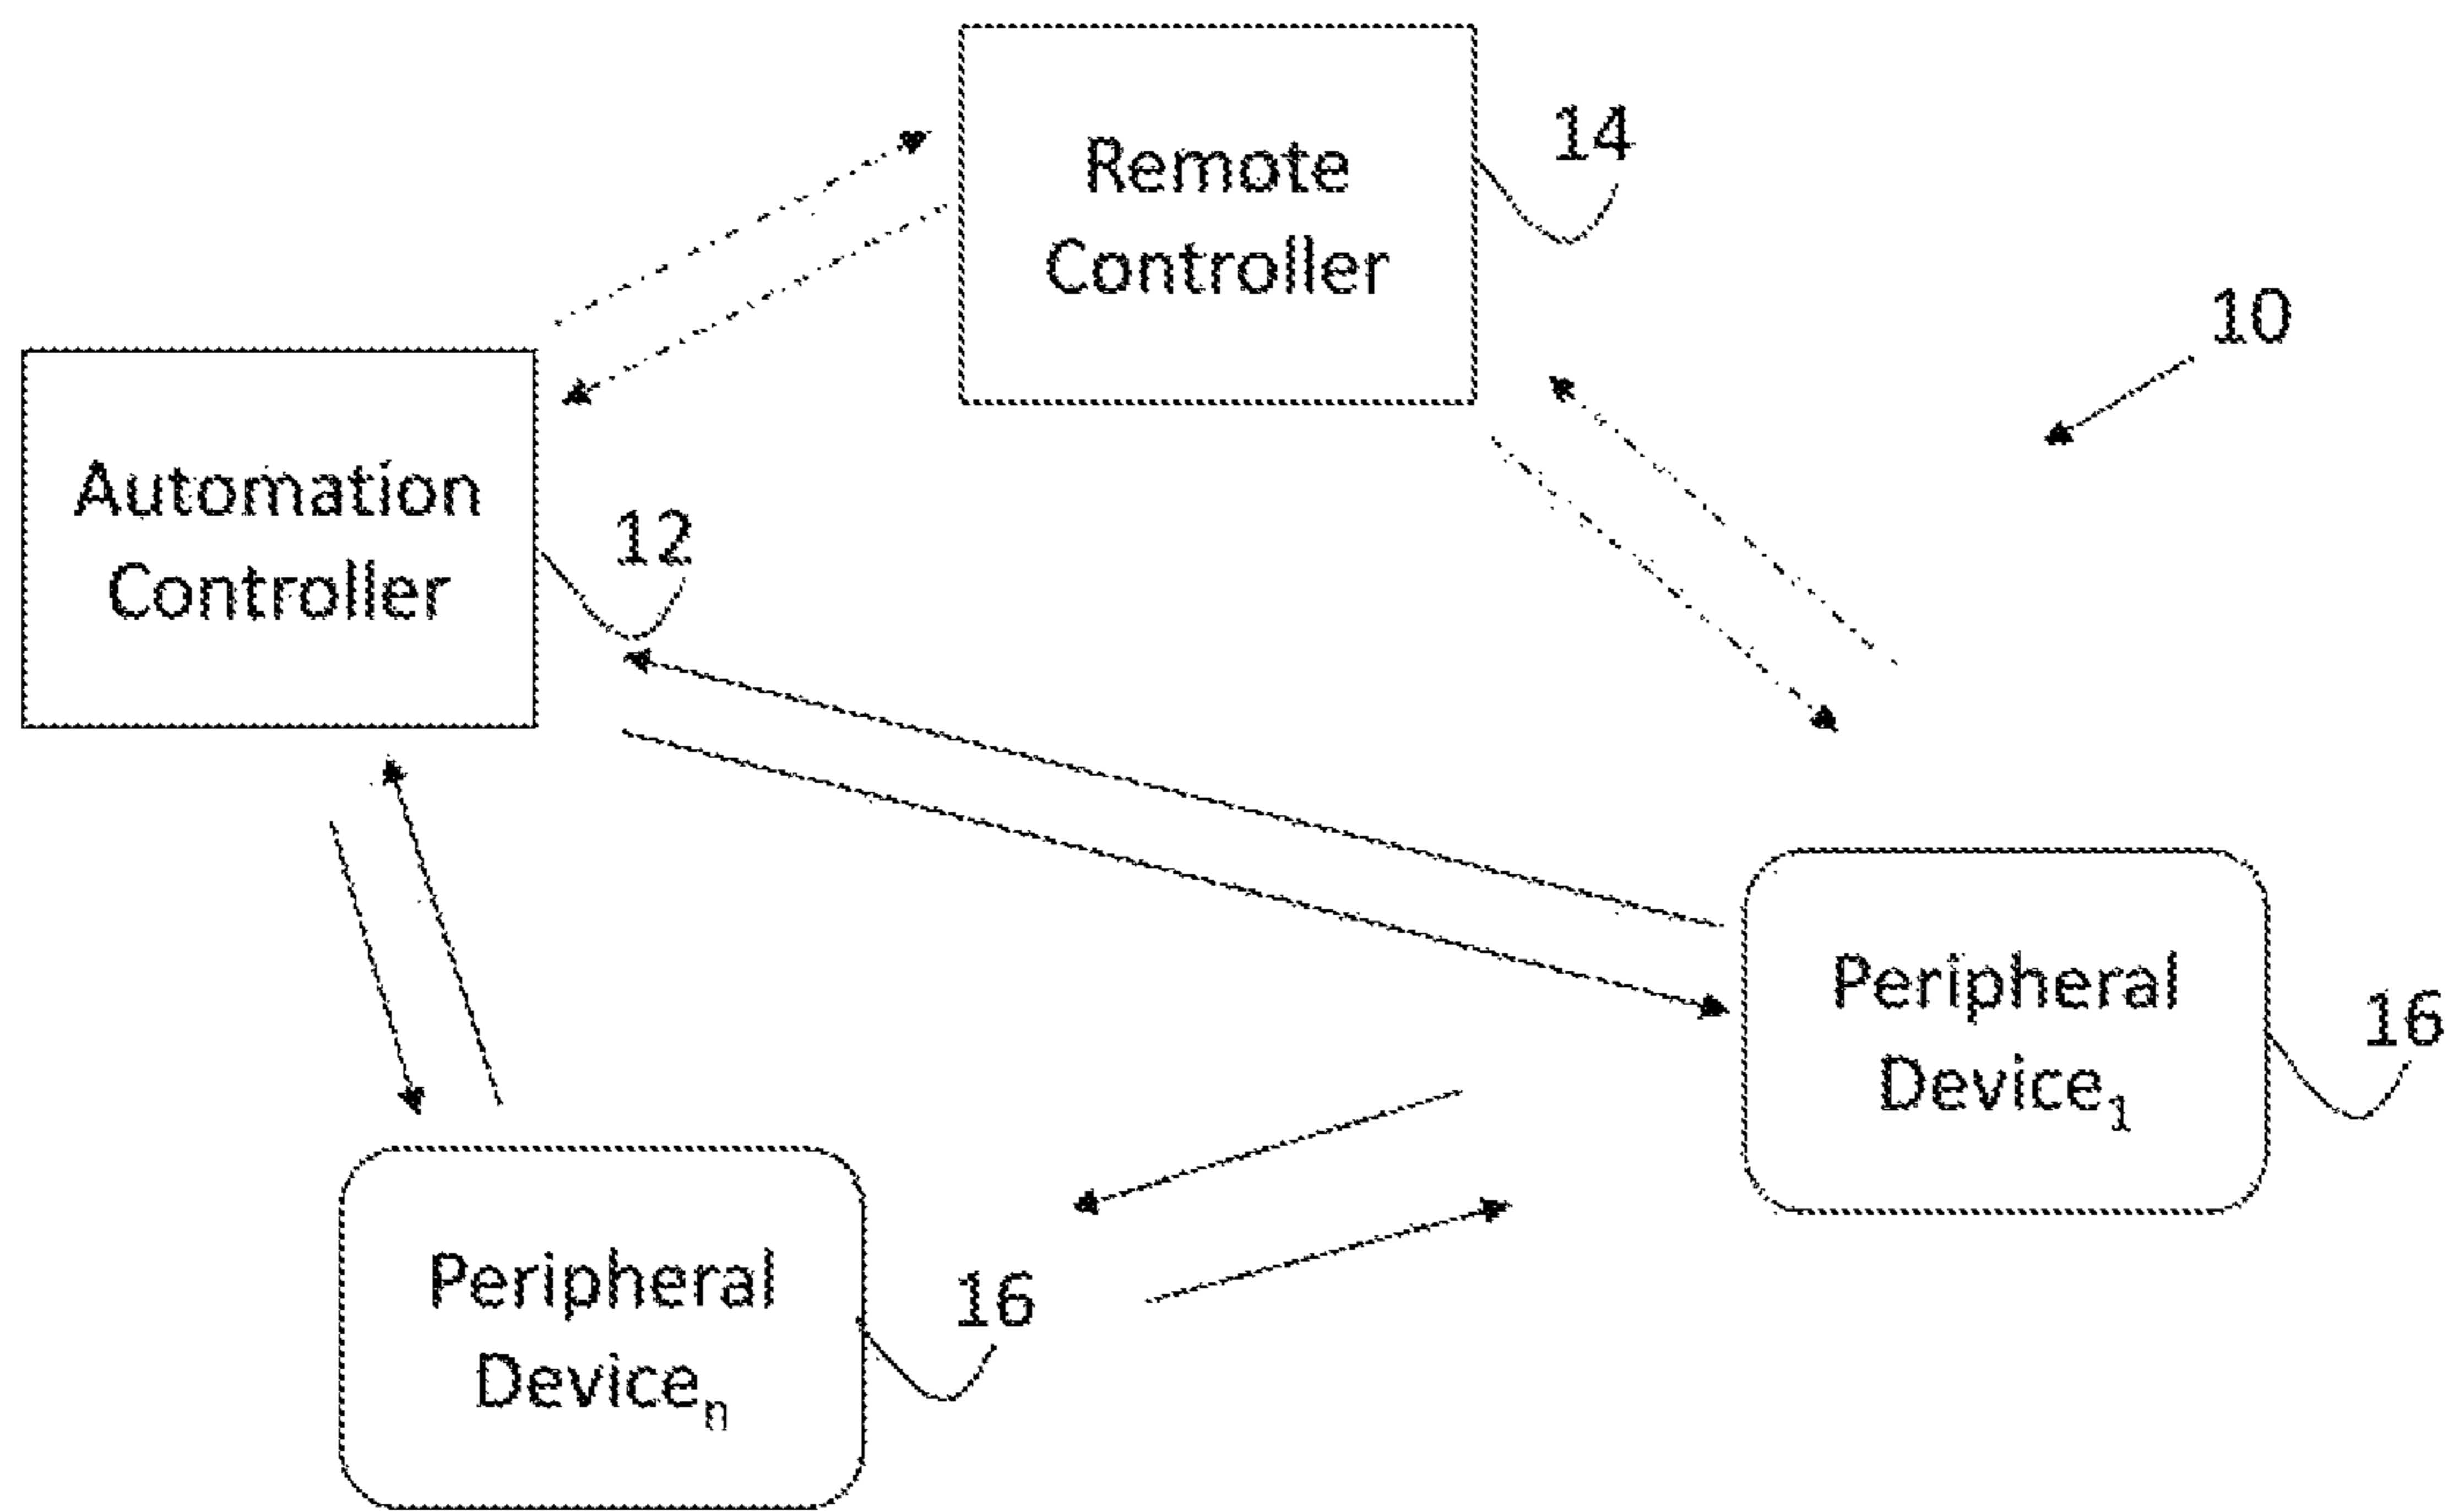 Remote
Controller
14
10
Automation
Controller
12
Peripheral
Device₁
16
Peripheral
Deviceₙ
16